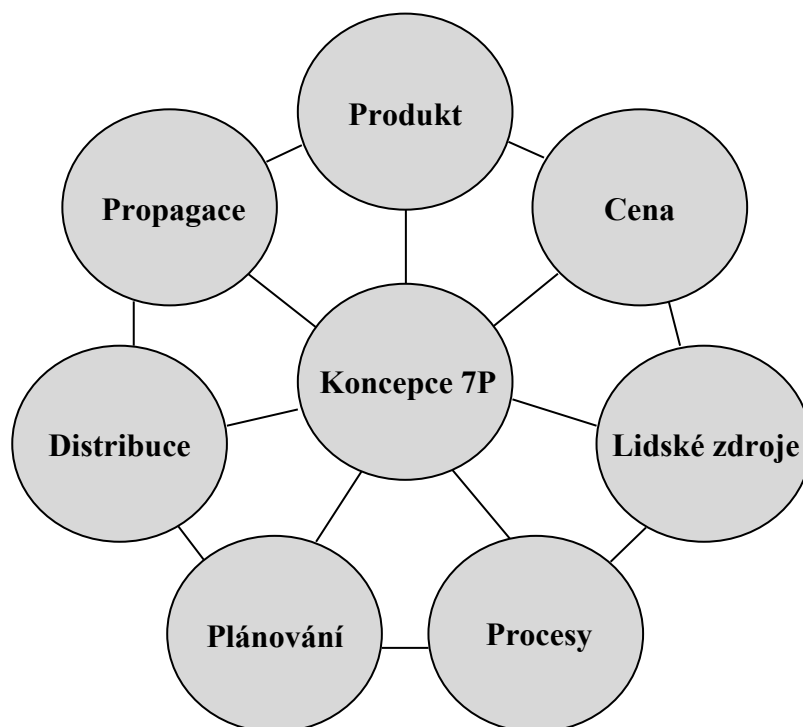 Produkt
Propagace
Cena
Koncepce 7P
Distribuce
Lidské zdroje
Plánování
Procesy